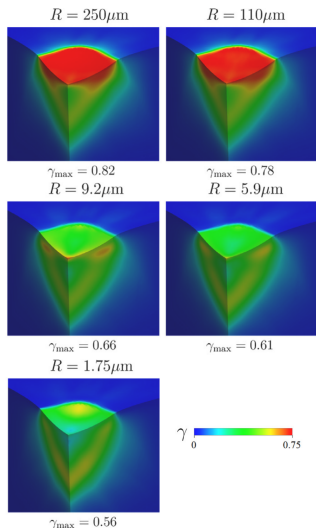 R = 250μm R = 110μm
γmax = 0.82 γmax = 0.78
R = 9.2μm R = 5.9μm
γmax = 0.66 γmax = 0.61
R = 1.75μm
γ
0 0.75
γmax = 0.56